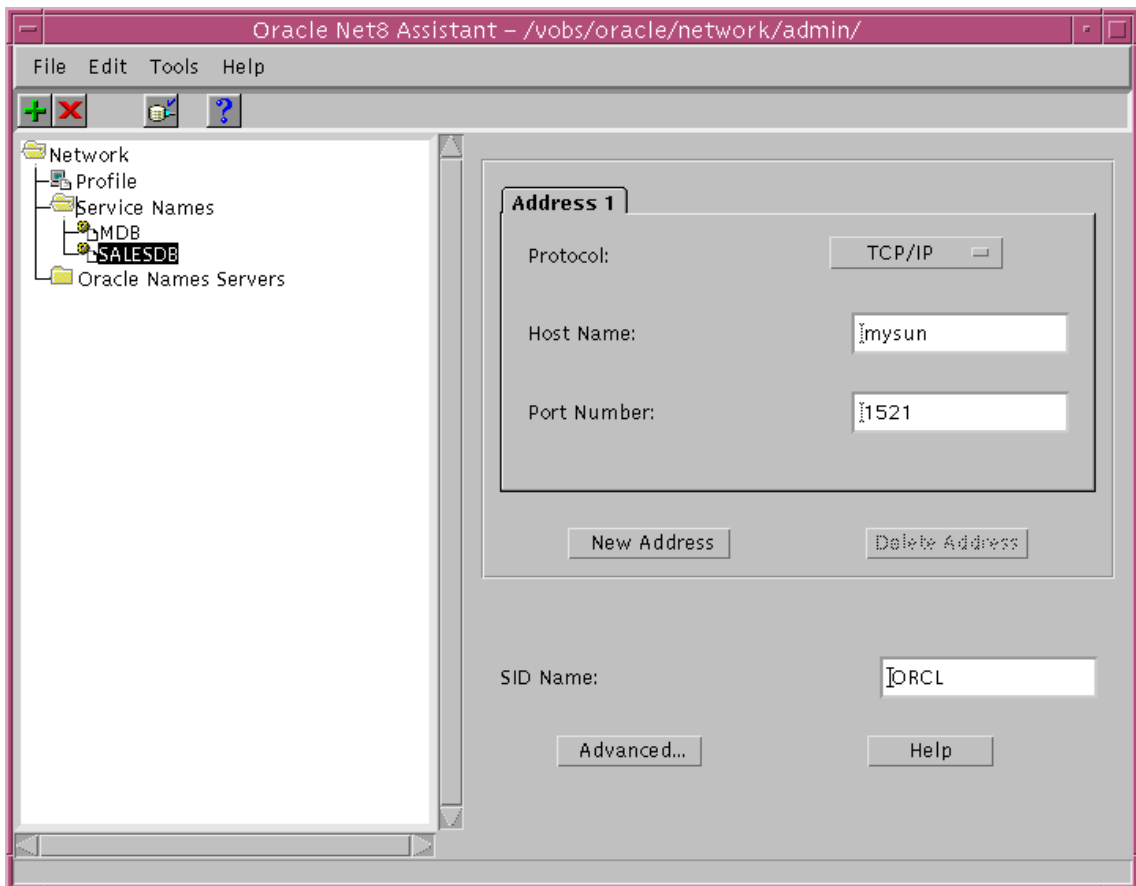 Oracle Net8 Assistant – /vobs/oracle/network/admin/
File Edit Tools Help
Network
Profile
Service Names
MDB
SALESDB
Oracle Names Servers
Address 1
Protocol: TCP/IP
Host Name: mysun
Port Number: 1521
New Address Delete Address
SID Name: ORCL
Advanced... Help